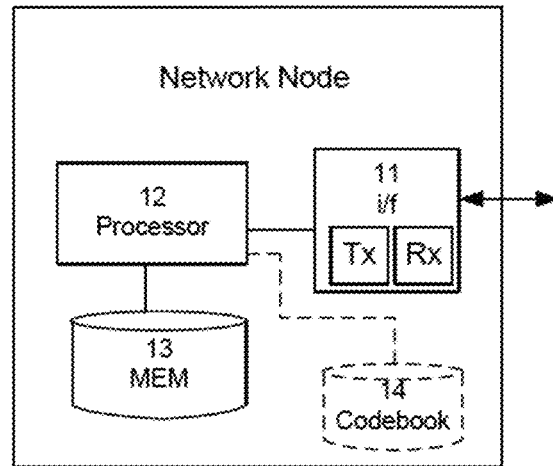 Network Node
12
Processor
11
i/f
Tx Rx
13
MEM
14
Codebook